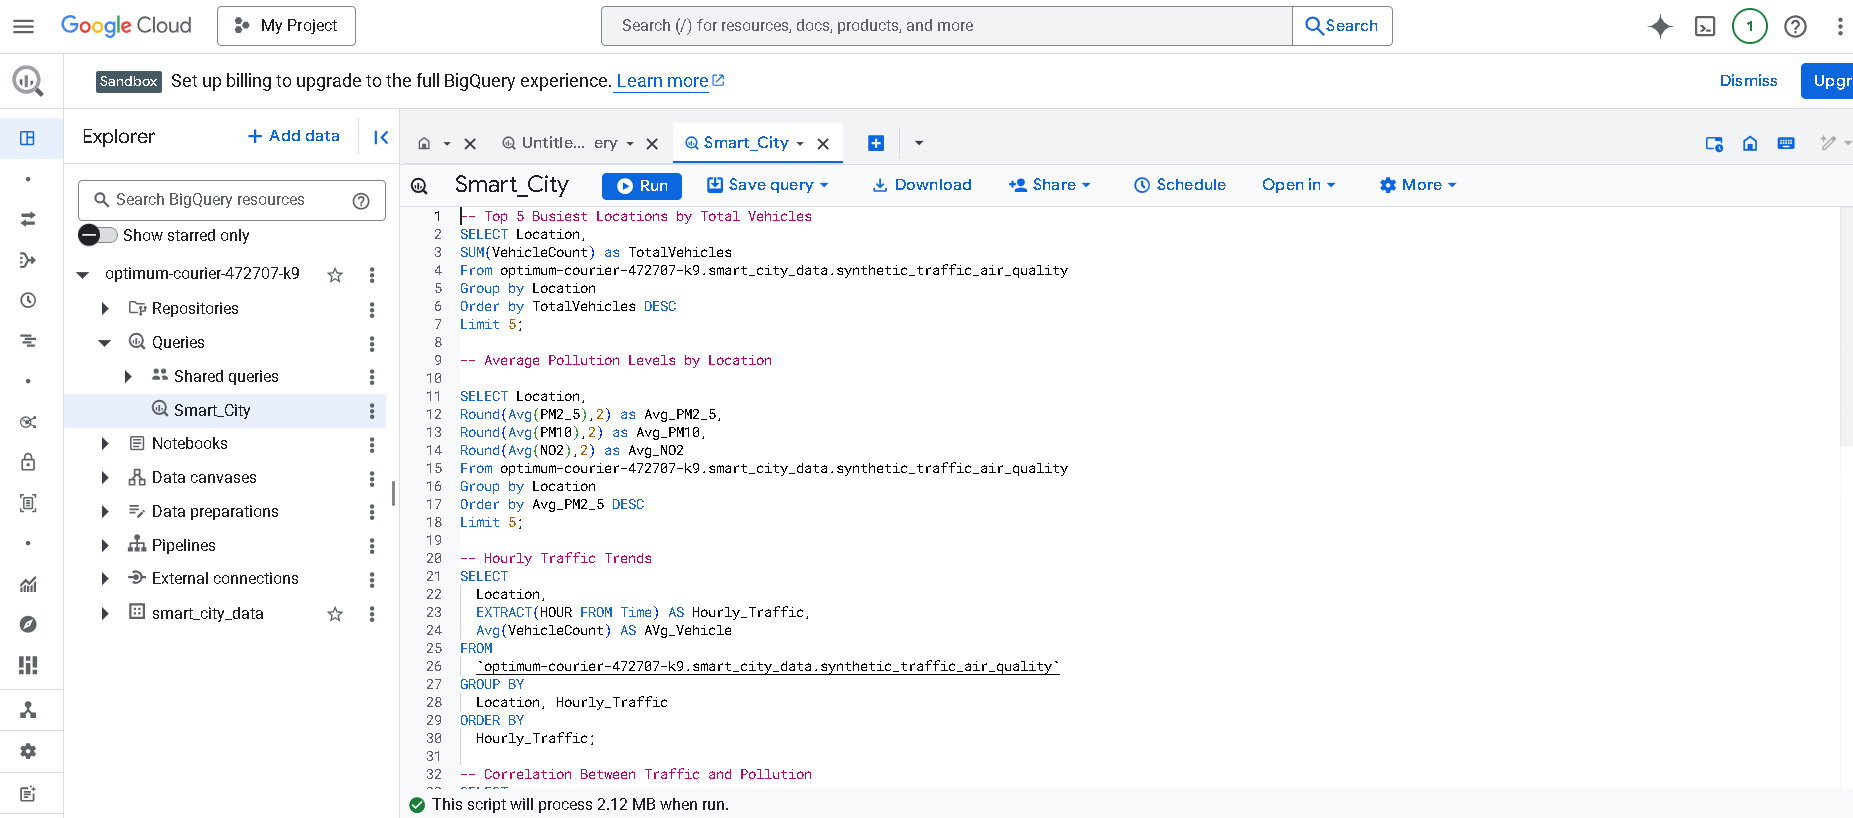 Google Cloud
My Project
Search (/) for resources, docs, products, and more
Search
1
Sandbox Set up billing to upgrade to the full BigQuery experience. Learn more
Dismiss
Upgr
Explorer
+ Add data
Untitle... ery
Smart_City
Smart_City
Run
Save query
Download
Share
Schedule
Open in
More
Search BigQuery resources
Show starred only
optimum-courier-472707-k9
Repositories
Queries
Shared queries
Smart_City
Notebooks
Data canvases
Data preparations
Pipelines
External connections
smart_city_data
1 -- Top 5 Busiest Locations by Total Vehicles
2 SELECT Location,
3 SUM(VehicleCount) as TotalVehicles
4 From optimum-courier-472707-k9.smart_city_data.synthetic_traffic_air_quality
5 Group by Location
6 Order by TotalVehicles DESC
7 Limit 5;
8
9 -- Average Pollution Levels by Location
10
11 SELECT Location,
12 Round(Avg(PM2_5),2) as Avg_PM2_5,
13 Round(Avg(PM10),2) as Avg_PM10,
14 Round(Avg(NO2),2) as Avg_NO2
15 From optimum-courier-472707-k9.smart_city_data.synthetic_traffic_air_quality
16 Group by Location
17 Order by Avg_PM2_5 DESC
18 Limit 5;
19
20 -- Hourly Traffic Trends
21 SELECT
22 Location,
23 EXTRACT(HOUR FROM Time) AS Hourly_Traffic,
24 Avg(VehicleCount) AS AVg_Vehicle
25 FROM
26 `optimum-courier-472707-k9.smart_city_data.synthetic_traffic_air_quality`
27 GROUP BY
28 Location, Hourly_Traffic
29 ORDER BY
30 Hourly_Traffic;
31
32 -- Correlation Between Traffic and Pollution
This script will process 2.12 MB when run.